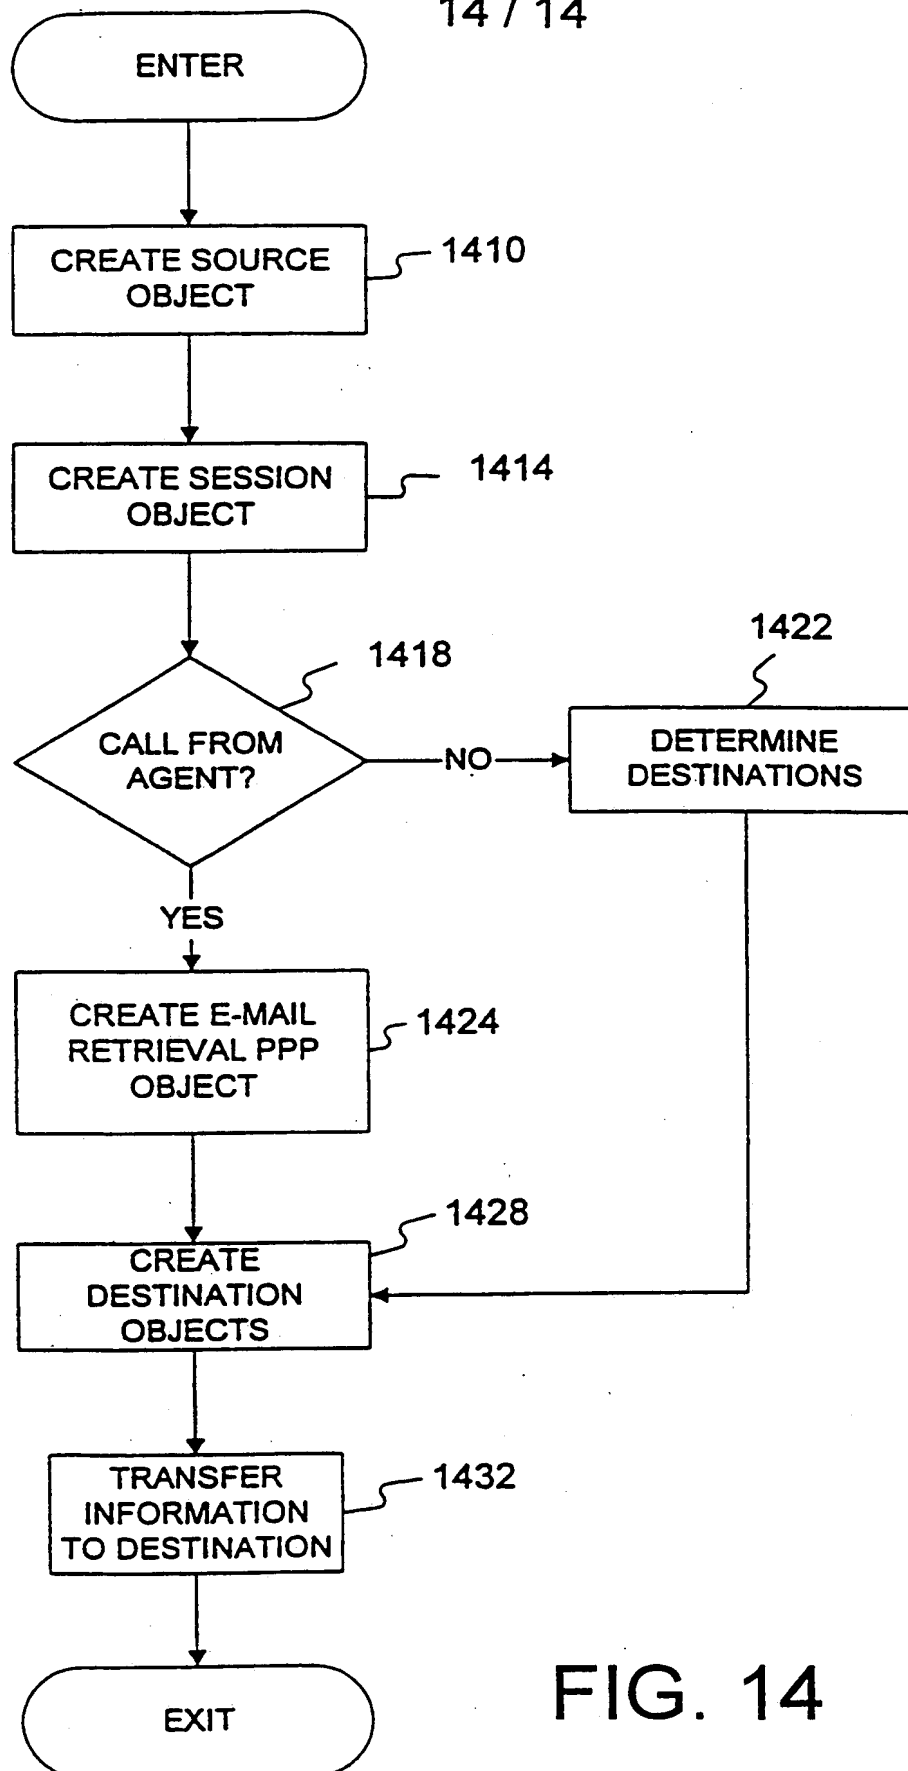 14 / 14
ENTER
CREATE SOURCE
OBJECT
1410
CREATE SESSION
OBJECT
1414
CALL FROM
AGENT?
1418
NO
1422
DETERMINE
DESTINATIONS
YES
CREATE E-MAIL
RETRIEVAL PPP
OBJECT
1424
CREATE
DESTINATION
OBJECTS
1428
TRANSFER
INFORMATION
TO DESTINATION
1432
EXIT
FIG. 14